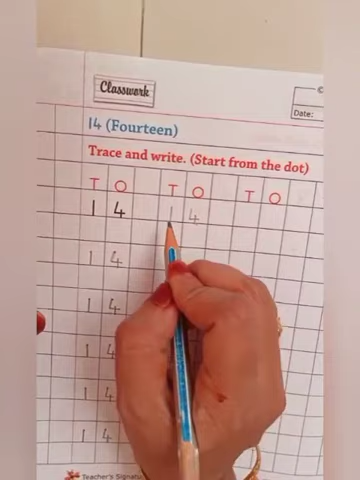 Classwork
Date:
14 (Fourteen)
Trace and write. (Start from the dot)
T O T O T O
1 4 1 4
1 4
1 4
1 4
1 4
1 4
Teacher's Signatu